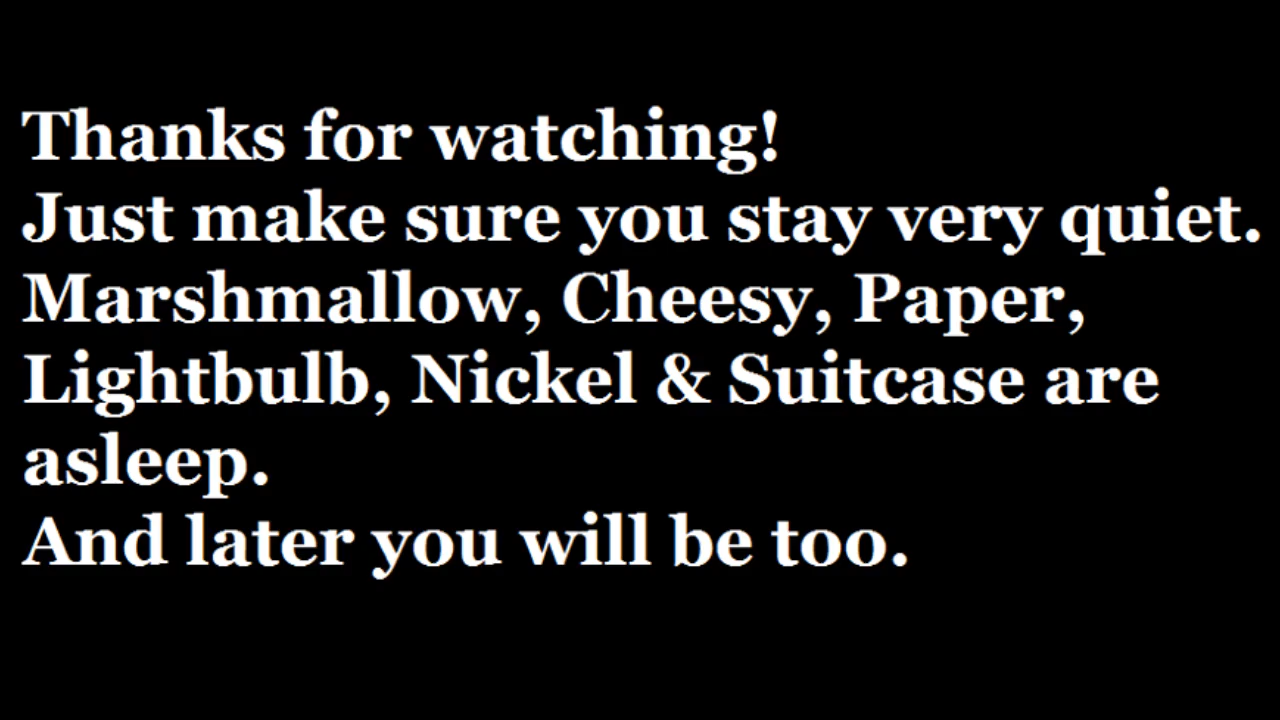 Thanks for watching!
Just make sure you stay very quiet.
Marshmallow, Cheesy, Paper,
Lightbulb, Nickel & Suitcase are
asleep.
And later you will be too.